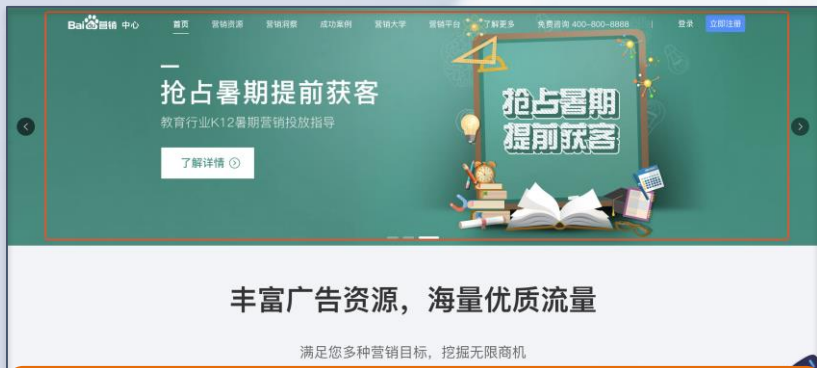 Bai营销 中心 首页 营销资源 营销洞察 成功案例 营销大学 营销平台 了解更多 免费咨询 400-800-8888 | 登录 立即注册
抢占暑期提前获客
教育行业K12暑期营销投放指导
了解详情
抢占暑期
提前获客
丰富广告资源，海量优质流量
满足您多种营销目标，挖掘无限商机